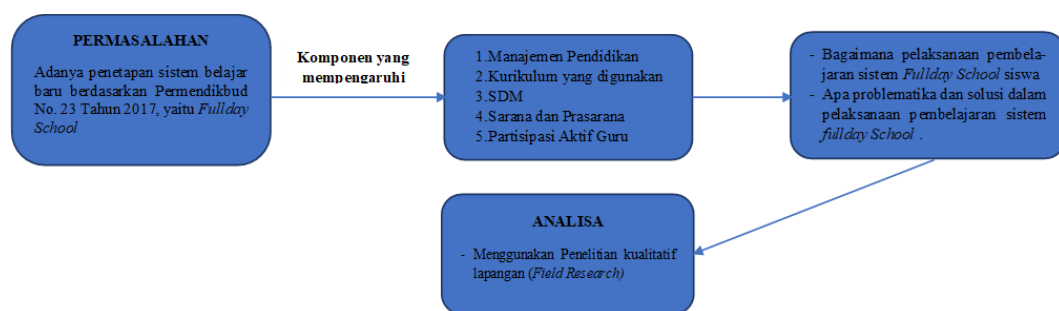 PERMASALAHAN
Adanya penetapan sistem belajar
baru berdasarkan Permendikbud
No. 23 Tahun 2017, yaitu Fullday
School
Komponen yang
mempengaruhi
1.Manajemen Pendidikan
2.Kurikulum yang digunakan
3.SDM
4.Sarana dan Prasarana
5.Partisipasi Aktif Guru
- Bagaimana pelaksanaan pembela-
jaran sistem Fullday School siswa
- Apa problematika dan solusi dalam
pelaksanaan pembelajaran sistem
fullday School .
ANALISA
- Menggunakan Penelitian kualitatif
lapangan (Field Research)